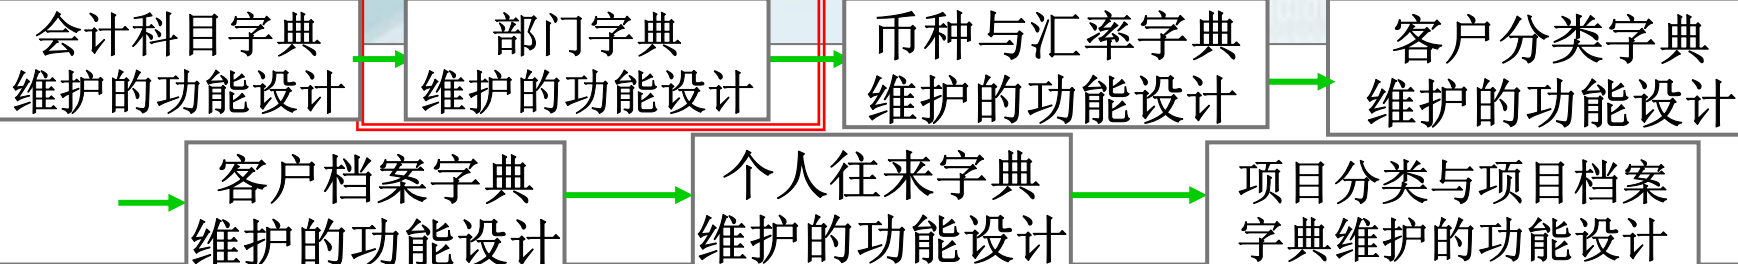 会计科目字典
维护的功能设计
部门字典
维护的功能设计
币种与汇率字典
维护的功能设计
客户分类字典
维护的功能设计
客户档案字典
维护的功能设计
个人往来字典
维护的功能设计
项目分类与项目档案
字典维护的功能设计